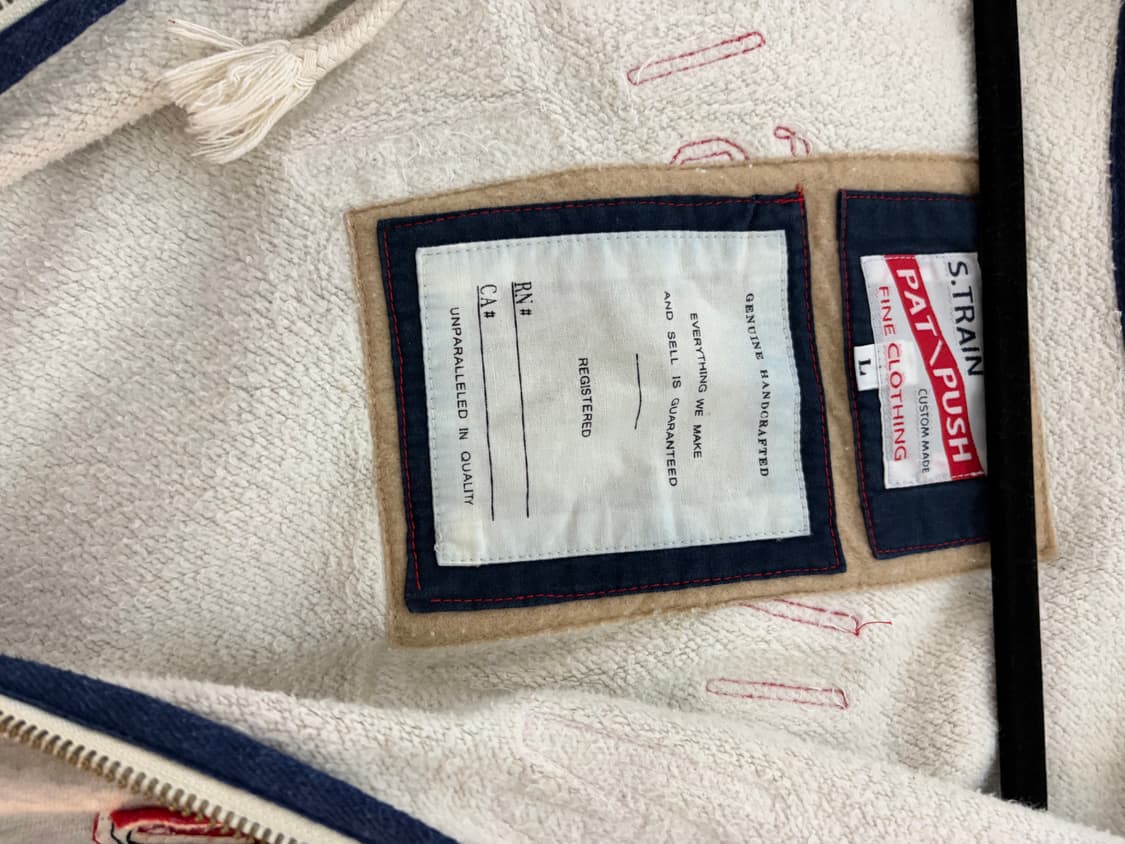 S.TRAIN
PAT\PUSH
CUSTOM MADE
FINE CLOTHING
L
GENUINE HANDCRAFTED
EVERYTHING WE MAKE
AND SELL IS GUARANTEED
REGISTERED
RN#
CA#
UNPARALLELED IN QUALITY